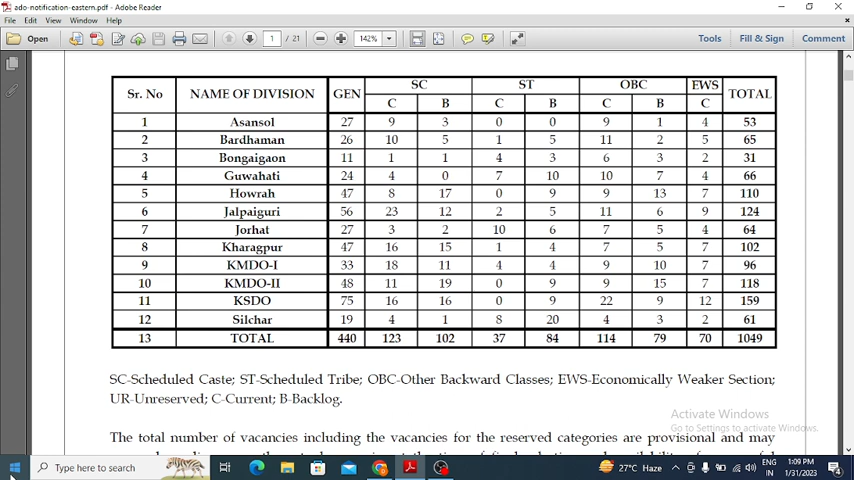 ado-notification-eastern.pdf - Adobe Reader
File Edit View Window Help
Open 1 / 21 142% Tools Fill & Sign Comment
Sr. No NAME OF DIVISION GEN SC ST OBC EWS TOTAL
C B C B C B C
1 Asansol 27 9 3 0 0 9 1 4 53
2 Bardhaman 26 10 5 1 5 11 2 5 65
3 Bongaigaon 11 1 1 4 3 6 3 2 31
4 Guwahati 24 4 0 7 10 10 7 4 66
5 Howrah 47 8 17 0 9 9 13 7 110
6 Jalpaiguri 56 23 12 2 5 11 6 9 124
7 Jorhat 27 3 2 10 6 7 5 4 64
8 Kharagpur 47 16 15 1 4 7 5 7 102
9 KMDO-I 33 18 11 4 4 9 10 7 96
10 KMDO-II 48 11 19 0 9 9 15 7 118
11 KSDO 75 16 16 0 9 22 9 12 159
12 Silchar 19 4 1 8 20 4 3 2 61
13 TOTAL 440 123 102 37 84 114 79 70 1049
SC-Scheduled Caste; ST-Scheduled Tribe; OBC-Other Backward Classes; EWS-Economically Weaker Section;
UR-Unreserved; C-Current; B-Backlog.
Activate Windows
Go to Settings to activate Windows.
The total number of vacancies including the vacancies for the reserved categories are provisional and may
Type here to search 27°C Haze ENG IN 1:09 PM 1/31/2023 4